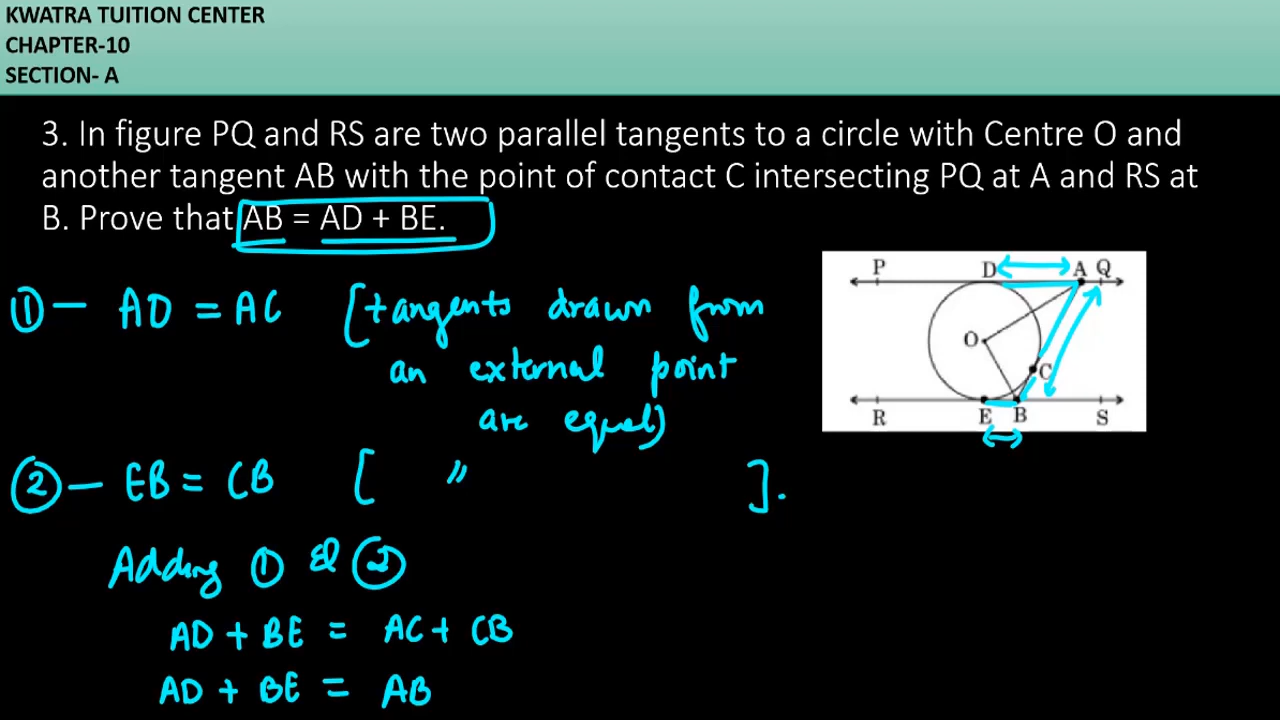 KWATRA TUITION CENTER
CHAPTER-10
SECTION- A
3. In figure PQ and RS are two parallel tangents to a circle with Centre O and
another tangent AB with the point of contact C intersecting PQ at A and RS at
B. Prove that AB = AD + BE.
① — AD = AC [tangents drawn from
an external point
are equal)
② — EB = CB [ " ].
Adding ① & ②
AD + BE = AC + CB
AD + BE = AB
P D A Q
O
C
R E B S